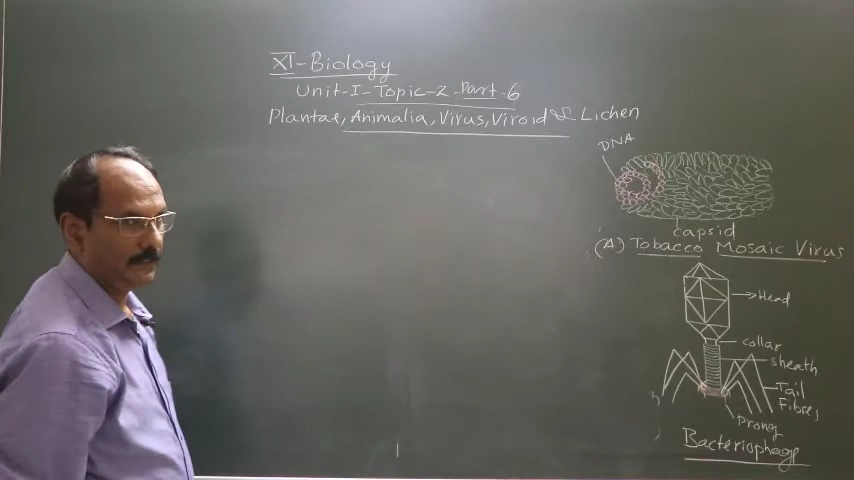 XI-Biology
Unit-I-Topic-2-Part-6
Plantae, Animalia, Virus, Viroid & Lichen
DNA
capsid
(A) Tobacco Mosaic Virus
Head
collar
sheath
Tail
Fibres
Prong
Bacteriophage